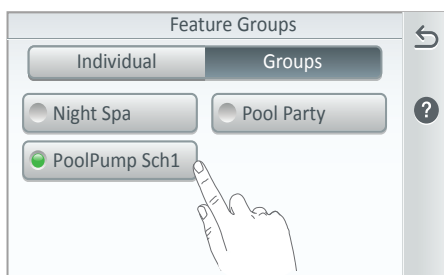 Feature Groups
Individual Groups
Night Spa Pool Party
?
PoolPump Sch1